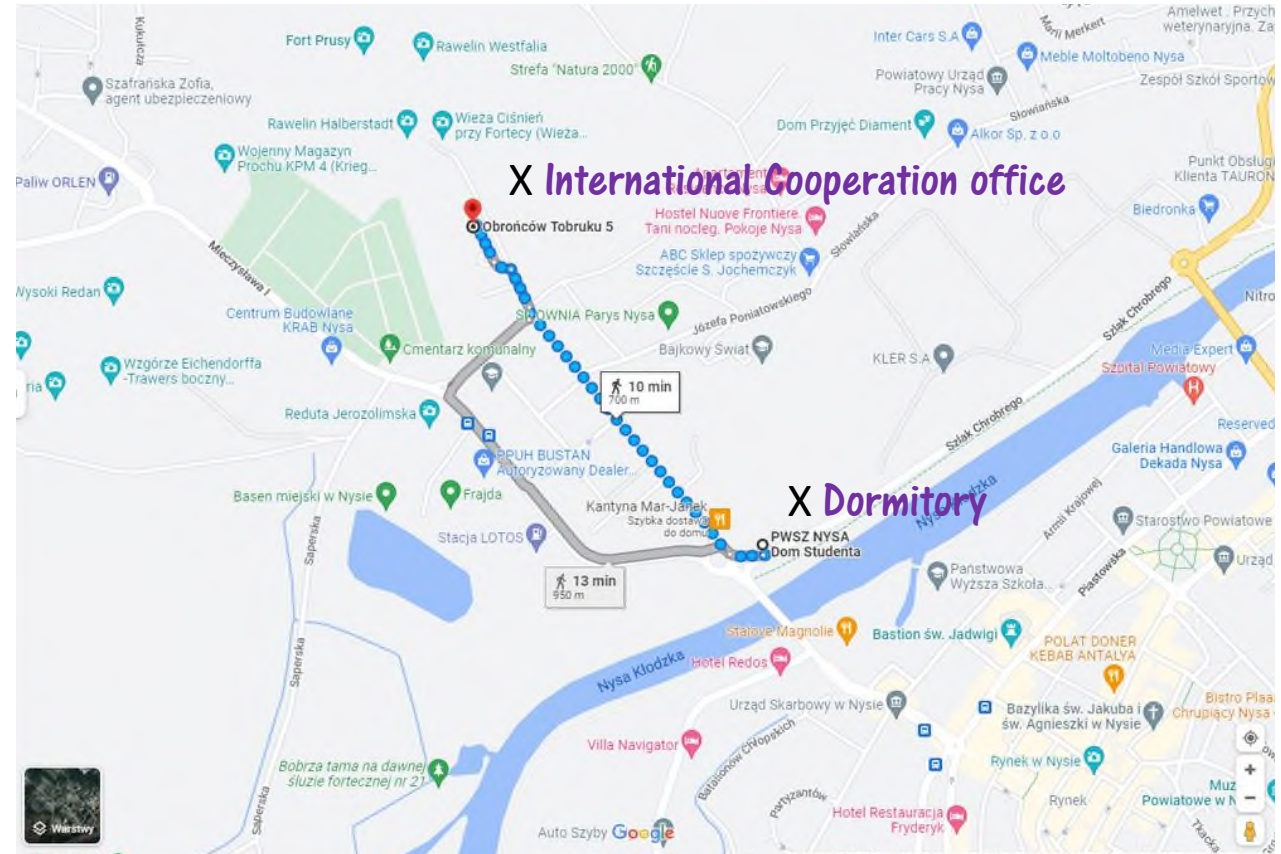 Amelwet. Przych
weterynaryjna. Za
Marii Merkert
Kukułcza
Fort Prusy
Rawelin Westfalia
Inter Cars S.A
Meble Moltobeno Nysa
Strefa "Natura 2000"
Powiatowy Urząd
Pracy Nysa
Zespół Szkół Sportow
Szafrańska Zofia,
agent ubezpieczeniowy
Słowiańska
Rawelin Halberstadt
Wieża Ciśnień
przy Fortecy (Wieża...
Dom Przyjęć Diament
Alkor Sp. z o.o
Wojenny Magazyn
Prochu KPM 4 (Krieg...
Punkt Obsługi
Klienta TAURON
Paliw ORLEN
X International Cooperation office
Biedronka
Obrońców Tobruku 5
Hostel Nuove Frontiere.
Tani nocleg. Pokoje Nysa
Słowiańska
Mieczysława I
ABC Sklep spożywczy
Szczęście S. Jochemczyk
Wysoki Redan
Józefa Poniatowskiego
Szlak Chrobrego
Nitro
Centrum Budowlane
KRAB Nysa
Parys Nysa
Cmentarz komunalny
Bajkowy Świat
KLER S.A
Media Expert
Szpital Powiatowy
Wzgórze Eichendorffa
-Trawers boczny...
ria
10 min
700 m
Reduta Jerozolimska
Szlak Chrobrego
Reserved
Galeria Handlowa
Dekada Nysa
PPUH BUSTAN
Autoryzowany Dealer...
Basen miejski w Nysie
Frajda
Kantyna Mar-Janek
Szybka dostawa
do domu
X Dormitory
Nysa Kłodzka
Armii Krajowej
Starostwo Powiatowe
Stacja LOTOS
PWSZ NYSA
Dom Studenta
Saperska
Piastowska
Urząd
Państwowa
Wyższa Szkoła...
13 min
950 m
Stalove Magnolie
Bastion św. Jadwigi
POLAT DONER
KEBAB ANTALYA
Saperska
Nysa Kłodzka
Hotel Redos
Urząd Skarbowy w Nysie
Bazylika św. Jakuba i
św. Agnieszki w Nysie
Bistro Plaa
Chrupiący Nysa
Villa Navigator
Batalionów Chłopskich
Bobrza tama na dawnej
śluzie fortecznej nr 21
Rynek w Nysie
Partyzantów
Rynek
Muz
Powiatowe w N
Saperska
Warstwy
Auto Szyby
Google
Hotel Restauracja
Fryderyk
Tkacka